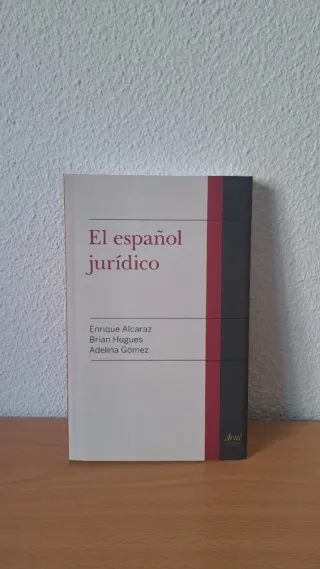 El español
jurídico
Enrique Alcaraz
Brian Hugues
Adelina Gómez
Ariel